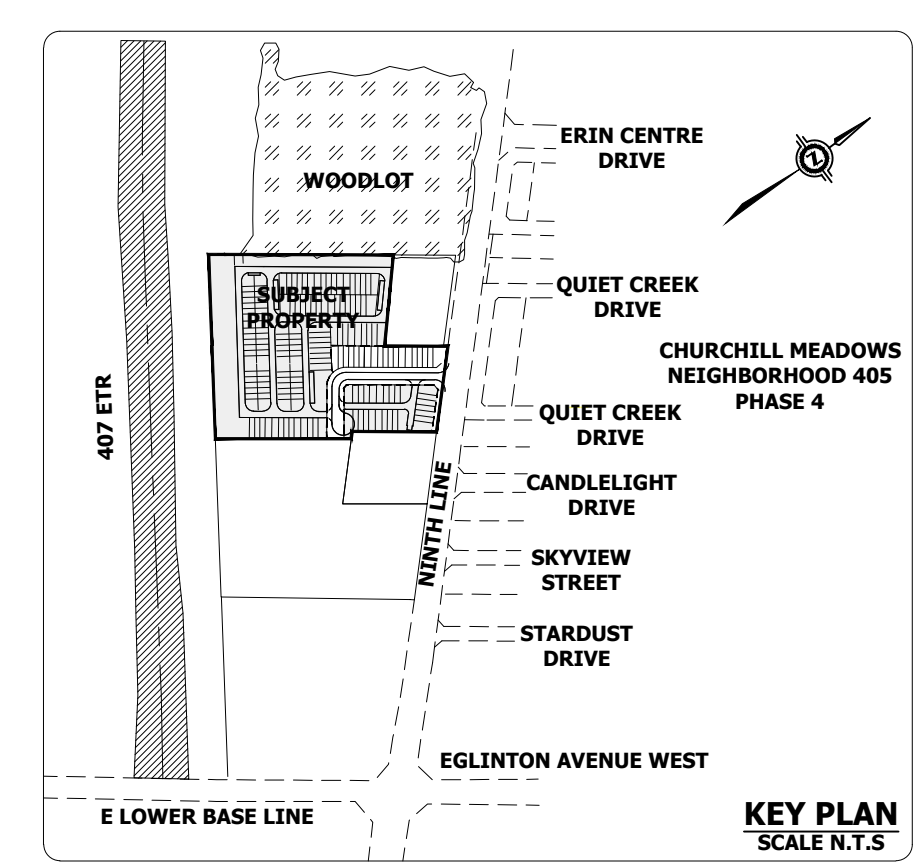 ERIN CENTRE
DRIVE
WOODLOT
Z
SUBJECT
PROPERTY
QUIET CREEK
DRIVE
CHURCHILL MEADOWS
NEIGHBORHOOD 405
PHASE 4
407 ETR
QUIET CREEK
DRIVE
NINTH LINE
CANDLELIGHT
DRIVE
SKYVIEW
STREET
STARDUST
DRIVE
EGLINTON AVENUE WEST
E LOWER BASE LINE
KEY PLAN
SCALE N.T.S